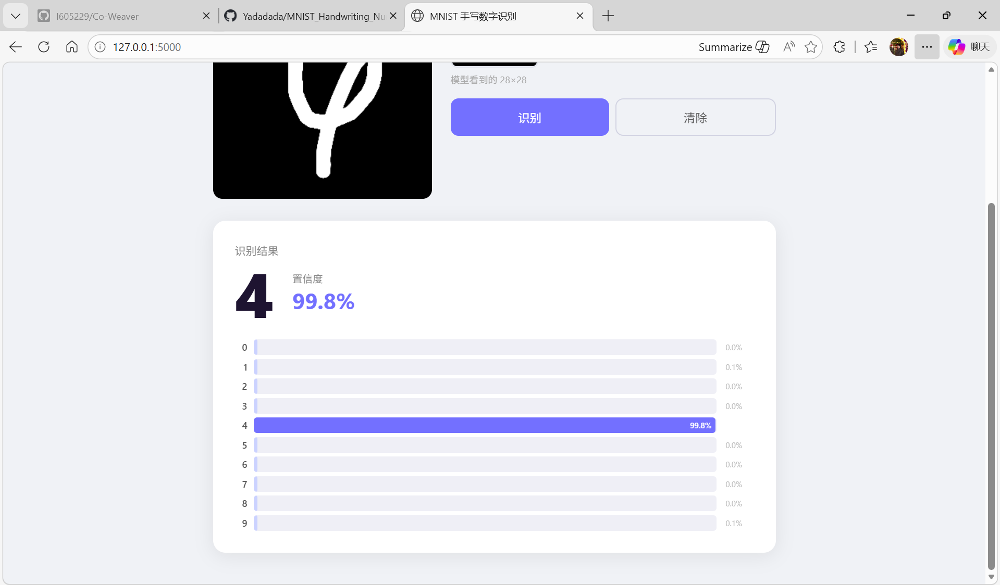 I605229/Co-Weaver
Yadadada/MNIST_Handwriting_Nu
MNIST 手写数字识别
127.0.0.1:5000
Summarize
聊天
模型看到的 28×28
识别
清除
识别结果
4
置信度
99.8%
0 0.0%
1 0.1%
2 0.0%
3 0.0%
4 99.8%
5 0.0%
6 0.0%
7 0.0%
8 0.0%
9 0.1%